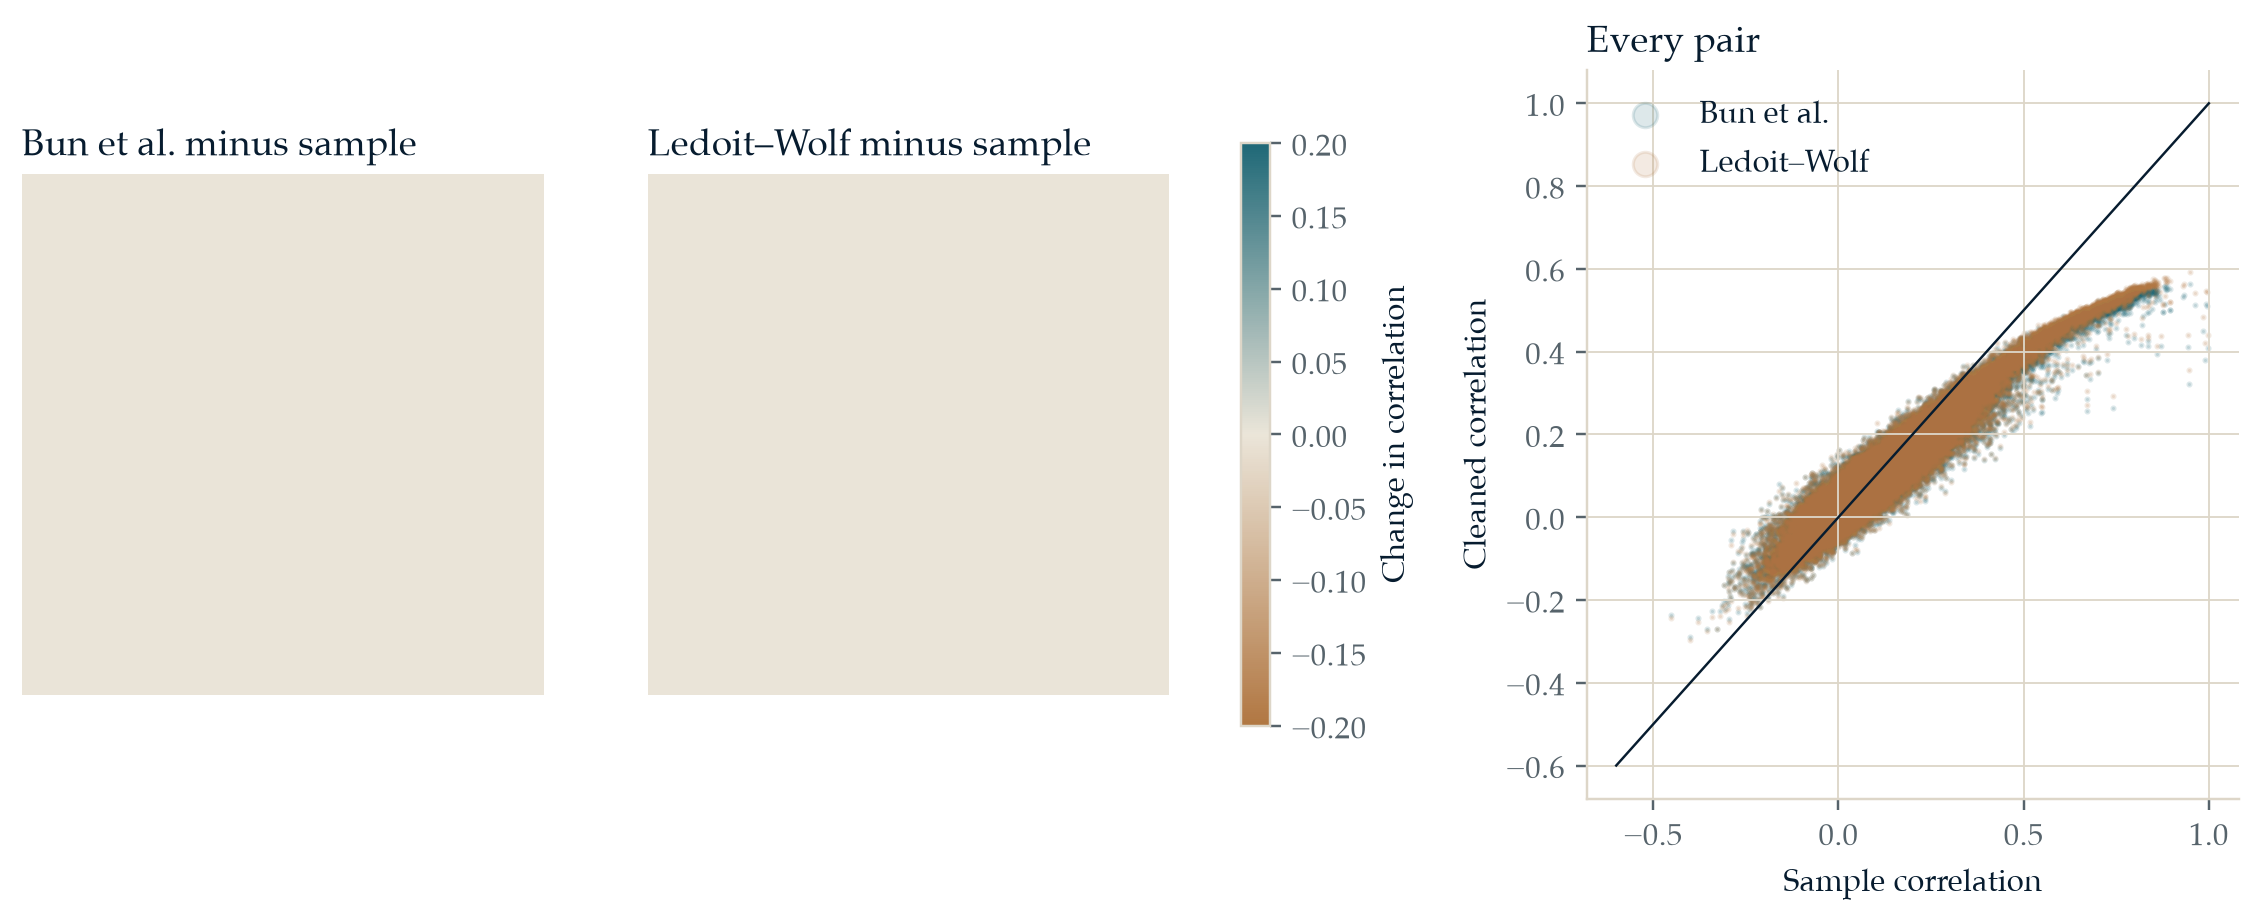 Bun et al. minus sample
Ledoit–Wolf minus sample
0.20
0.15
0.10
0.05
0.00
−0.05
−0.10
−0.15
−0.20
Change in correlation
Every pair
Bun et al.
Ledoit–Wolf
1.0
0.8
0.6
0.4
0.2
0.0
−0.2
−0.4
−0.6
Cleaned correlation
−0.5
0.0
0.5
1.0
Sample correlation